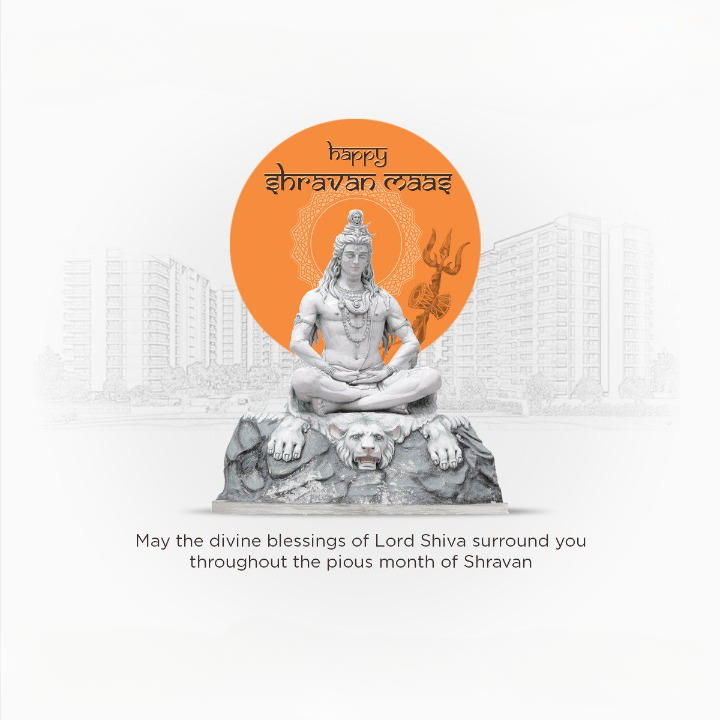 happy
shravan maas
May the divine blessings of Lord Shiva surround you
throughout the pious month of Shravan